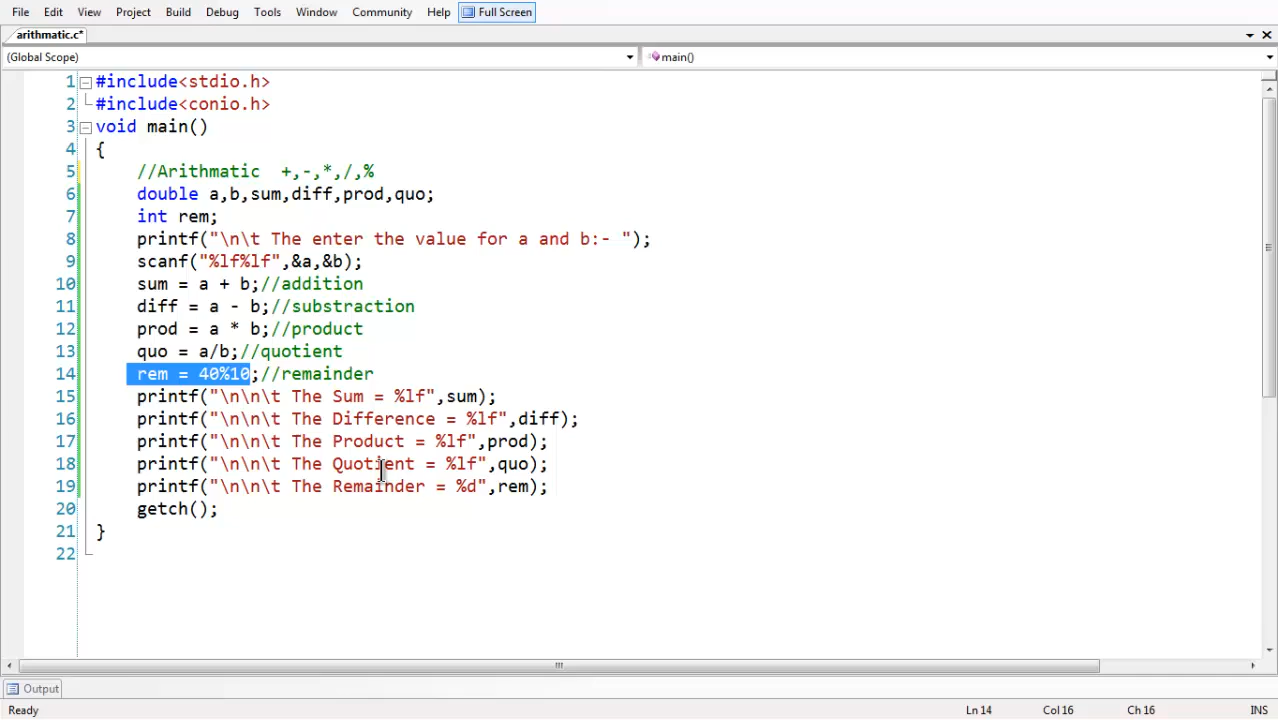 File Edit View Project Build Debug Tools Window Community Help Full Screen
arithmatic.c*
(Global Scope) main()
1 #include<stdio.h>
2 #include<conio.h>
3 void main()
4 {
5 //Arithmatic +,-,*,/,%
6 double a,b,sum,diff,prod,quo;
7 int rem;
8 printf("\n\t The enter the value for a and b:- ");
9 scanf("%lf%lf",&a,&b);
10 sum = a + b;//addition
11 diff = a - b;//substraction
12 prod = a * b;//product
13 quo = a/b;//quotient
14 rem = 40%10;//remainder
15 printf("\n\n\t The Sum = %lf",sum);
16 printf("\n\n\t The Difference = %lf",diff);
17 printf("\n\n\t The Product = %lf",prod);
18 printf("\n\n\t The Quotient = %lf",quo);
19 printf("\n\n\t The Remainder = %d",rem);
20 getch();
21 }
22
Output
Ready Ln 14 Col 16 Ch 16 INS